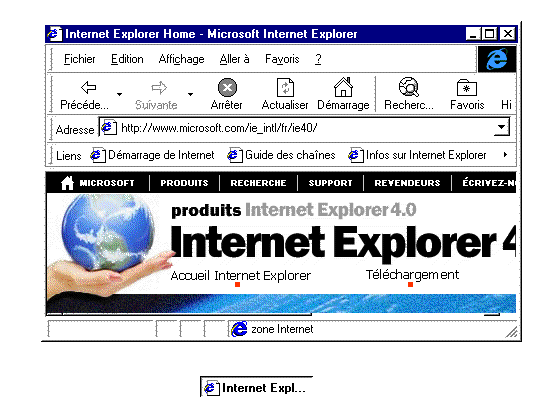 Internet Explorer Home - Microsoft Internet Explorer
Fichier Edition Affichage Aller à Favoris ?
Précéde... Suivante Arrêter Actualiser Démarrage Recherc... Favoris Hi
Adresse http://www.microsoft.com/ie_intl/fr/ie40/
Liens Démarrage de Internet Guide des chaînes Infos sur Internet Explorer
MICROSOFT PRODUITS RECHERCHE SUPPORT REVENDEURS ÉCRIVEZ-N
produits Internet Explorer 4.0
Internet Explorer 4
Accueil Internet Explorer Téléchargement
zone Internet
Internet Expl...